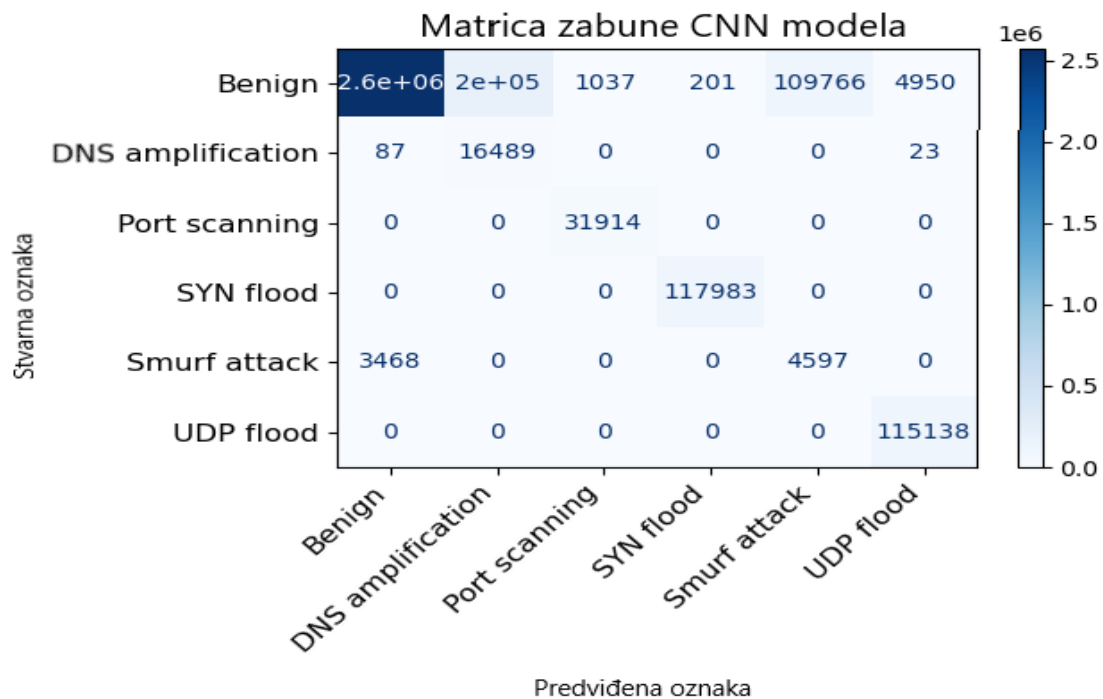 Matrica zabune CNN modela
1e6
Benign 2.6e+06 2e+05 1037 201 109766 4950
DNS amplification 87 16489 0 0 0 23
Port scanning 0 0 31914 0 0 0
SYN flood 0 0 0 117983 0 0
Smurf attack 3468 0 0 0 4597 0
UDP flood 0 0 0 0 0 115138
Stvarna oznaka
Benign
DNS amplification
Port scanning
SYN flood
Smurf attack
UDP flood
Predviđena oznaka
2.5
2.0
1.5
1.0
0.5
0.0